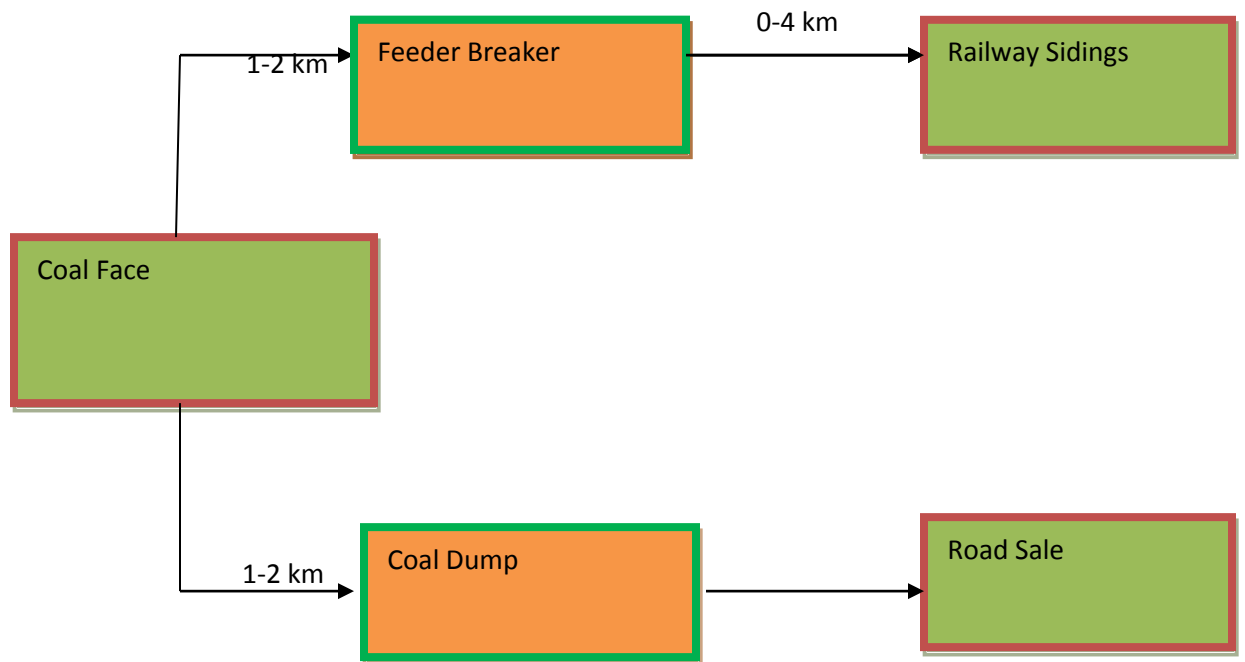 0-4 km
Feeder Breaker
Railway Sidings
1-2 km
Coal Face
Road Sale
Coal Dump
1-2 km